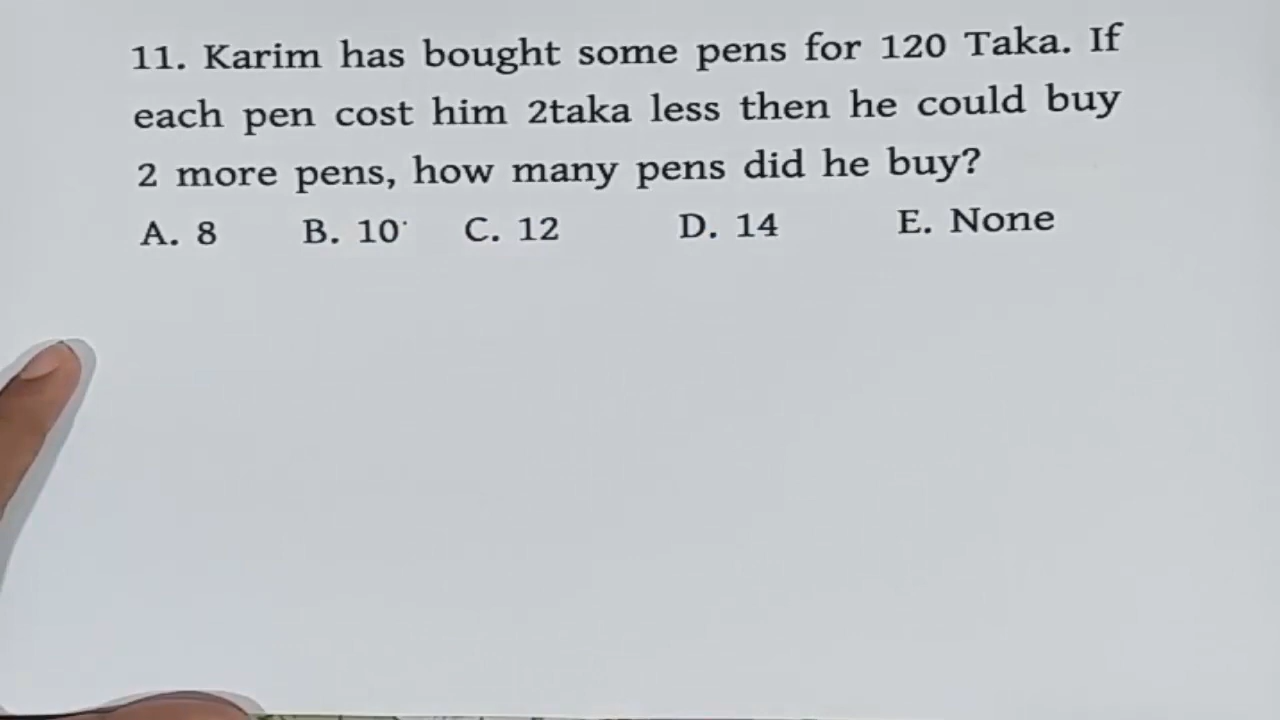 11. Karim has bought some pens for 120 Taka. If
each pen cost him 2taka less then he could buy
2 more pens, how many pens did he buy?
A. 8 B. 10 C. 12 D. 14 E. None